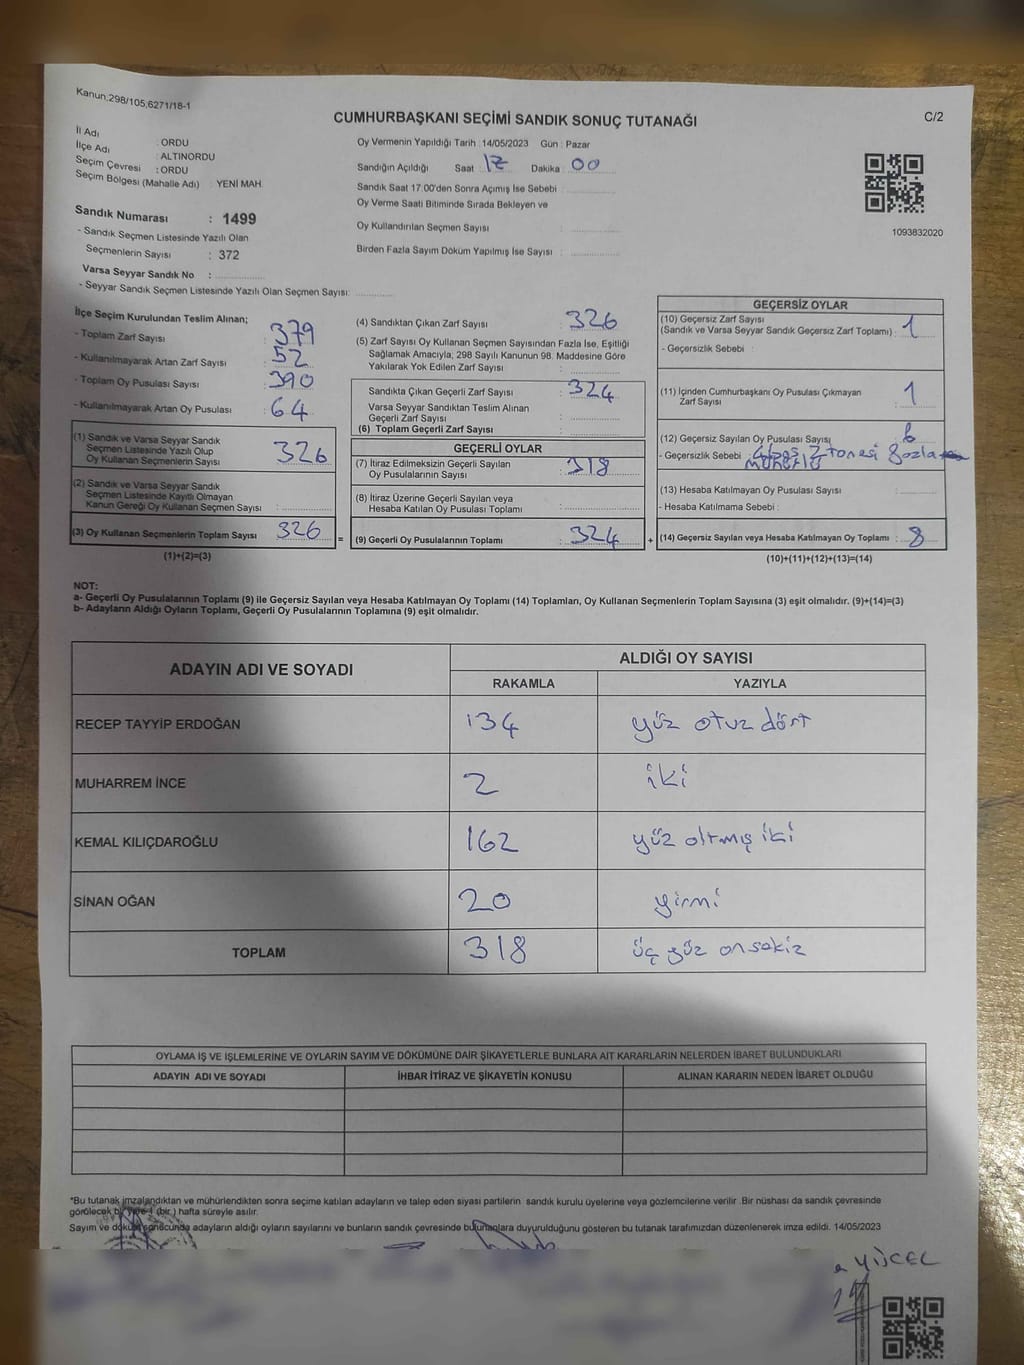 Kanun;298/105,6271/18-1
C/2
CUMHURBAŞKANI SEÇİMİ SANDIK SONUÇ TUTANAĞI
İl Adı : ORDU
İlçe Adı : ALTINORDU
Seçim Çevresi : ORDU
Seçim Bölgesi (Mahalle Adı) : YENİ MAH.
Sandık Numarası : 1499
- Sandık Seçmen Listesinde Yazılı Olan
Seçmenlerin Sayısı : 372
Varsa Seyyar Sandık No :
- Seyyar Sandık Seçmen Listesinde Yazılı Olan Seçmen Sayısı:
Oy Vermenin Yapıldığı Tarih : 14/05/2023 Gün : Pazar
Sandığın Açıldığı Saat 17 Dakika : 00
Sandık Saat 17.00'den Sonra Açımış İse Sebebi :
Oy Verme Saati Bitiminde Sırada Bekleyen ve
Oy Kullandırılan Seçmen Sayısı :
Birden Fazla Sayım Döküm Yapılmış İse Sayısı :
1093832020
İlçe Seçim Kurulundan Teslim Alınan;
- Toplam Zarf Sayısı : 379
- Kullanılmayarak Artan Zarf Sayısı : 52
- Toplam Oy Pusulası Sayısı : 390
- Kullanılmayarak Artan Oy Pusulası : 64
(1) Sandık ve Varsa Seyyar Sandık
Seçmen Listesinde Yazılı Olup
Oy Kullanan Seçmenlerin Sayısı : 326
(2) Sandık ve Varsa Seyyar Sandık
Seçmen Listesinde Kayıtlı Olmayan
Kanun Gereği Oy Kullanan Seçmen Sayısı :
(3) Oy Kullanan Seçmenlerin Toplam Sayısı : 326
(1)+(2)=(3)
(4) Sandıktan Çıkan Zarf Sayısı : 326
(5) Zarf Sayısı Oy Kullanan Seçmen Sayısından Fazla İse, Eşitliği
Sağlamak Amacıyla, 298 Sayılı Kanunun 98. Maddesine Göre
Yakılarak Yok Edilen Zarf Sayısı :
Sandıkta Çıkan Geçerli Zarf Sayısı : 324
Varsa Seyyar Sandıktan Teslim Alınan
Geçerli Zarf Sayısı :
(6) Toplam Geçerli Zarf Sayısı :
GEÇERLİ OYLAR
(7) İtiraz Edilmeksizin Geçerli Sayılan
Oy Pusulalarının Sayısı : 318
(8) İtiraz Üzerine Geçerli Sayılan veya
Hesaba Katılan Oy Pusulası Toplamı :
= (9) Geçerli Oy Pusulalarının Toplamı : 324
GEÇERSİZ OYLAR
(10) Geçersiz Zarf Sayısı
(Sandık ve Varsa Seyyar Sandık Geçersiz Zarf Toplamı) : 1
- Geçersizlik Sebebi :
(11) İçinden Cumhurbaşkanı Oy Pusulası Çıkmayan
Zarf Sayısı : 1
(12) Geçersiz Sayılan Oy Pusulası Sayısı : 6
- Geçersizlik Sebebi : 2 tanesi fazla
(13) Hesaba Katılmayan Oy Pusulası Sayısı :
- Hesaba Katılmama Sebebi :
+ (14) Geçersiz Sayılan veya Hesaba Katılmayan Oy Toplamı : 8
(10)+(11)+(12)+(13)=(14)
NOT:
a- Geçerli Oy Pusulalarının Toplamı (9) ile Geçersiz Sayılan veya Hesaba Katılmayan Oy Toplamı (14) Toplamları, Oy Kullanan Seçmenlerin Toplam Sayısına (3) eşit olmalıdır. (9)+(14)=(3)
b- Adayların Aldığı Oyların Toplamı, Geçerli Oy Pusulalarının Toplamına (9) eşit olmalıdır.
ADAYIN ADI VE SOYADI
ALDIĞI OY SAYISI
RAKAMLA YAZIYLA
RECEP TAYYİP ERDOĞAN 134 yüz otuz dört
MUHARREM İNCE 2 iki
KEMAL KILIÇDAROĞLU 162 yüz altmış iki
SİNAN OĞAN 20 yirmi
TOPLAM 318 üç yüz onsekiz
OYLAMA İŞ VE İŞLEMLERİNE VE OYLARIN SAYIM VE DÖKÜMÜNE DAİR ŞİKAYETLERLE BUNLARA AİT KARARLARIN NELERDEN İBARET BULUNDUKLARI
ADAYIN ADI VE SOYADI İHBAR İTİRAZ VE ŞİKAYETİN KONUSU ALINAN KARARIN NEDEN İBARET OLDUĞU
*Bu tutanak imzalandıktan ve mühürlendikten sonra seçime katılan adayların ve talep eden siyasi partilerin sandık kurulu üyelerine veya gözlemcilerine verilir .Bir nüshası da sandık çevresinde
görülecek bir yere 1 (bir ) hafta süreyle asılır.
Sayım ve döküm sonucunda adayların aldığı oyların sayılarını ve bunların sandık çevresinde bulunanlara duyurulduğunu gösteren bu tutanak tarafımızdan düzenlenerek imza edildi. 14/05/2023
YÜCEL